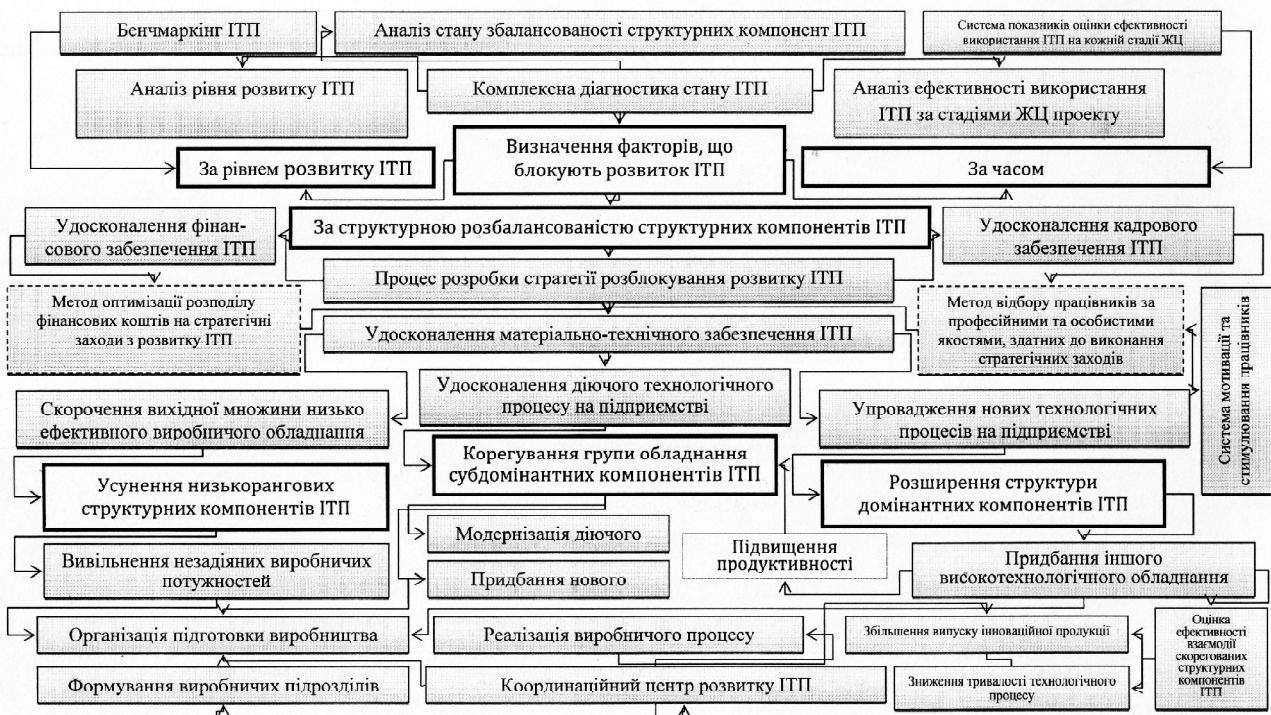 Бенчмаркінг ІТП
Аналіз стану збалансованості структурних компонент ІТП
Система показників оцінки ефективності
використання ІТП на кожній стадії ЖЦ
Аналіз рівня розвитку ІТП
Комплексна діагностика стану ІТП
Аналіз ефективності використання
ІТП за стадіями ЖЦ проекту
Визначення факторів, що
блокують розвиток ІТП
За рівнем розвитку ІТП
За часом
Удосконалення фінан-
сового забезпечення ІТП
За структурною розбалансованістю структурних компонентів ІТП
Удосконалення кадрового
забезпечення ІТП
Процес розробки стратегії розблокування розвитку ІТП
Метод оптимізації розподілу
фінансових коштів на стратегічні
заходи з розвитку ІТП
Удосконалення матеріально-технічного забезпечення ІТП
Метод відбору працівників за
професійними та особистими
якостями, здатних до виконання
стратегічних заходів
Система мотивації та
стимулювання працівників
Удосконалення діючого технологічного
процесу на підприємстві
Скорочення вихідної множини низько
ефективного виробничого обладнання
Упровадження нових технологічних
процесів на підприємстві
Корегування групи обладнання
субдомінантних компонентів ІТП
Усунення низькорангових
структурних компонентів ІТП
Розширення структури
домінантних компонентів ІТП
Модернізація діючого
Підвищення
продуктивності
Вивільнення незадіяних виробничих
потужностей
Придбання нового
Придбання іншого
високотехнологічного обладнання
Організація підготовки виробництва
Реалізація виробничого процесу
Збільшення випуску інноваційної продукції
Оцінка
ефективності
взаємодії
скорегованих
структурних
компонентів
ІТП
Формування виробничих підрозділів
Координаційний центр розвитку ІТП
Зниження тривалості технологічного
процесу